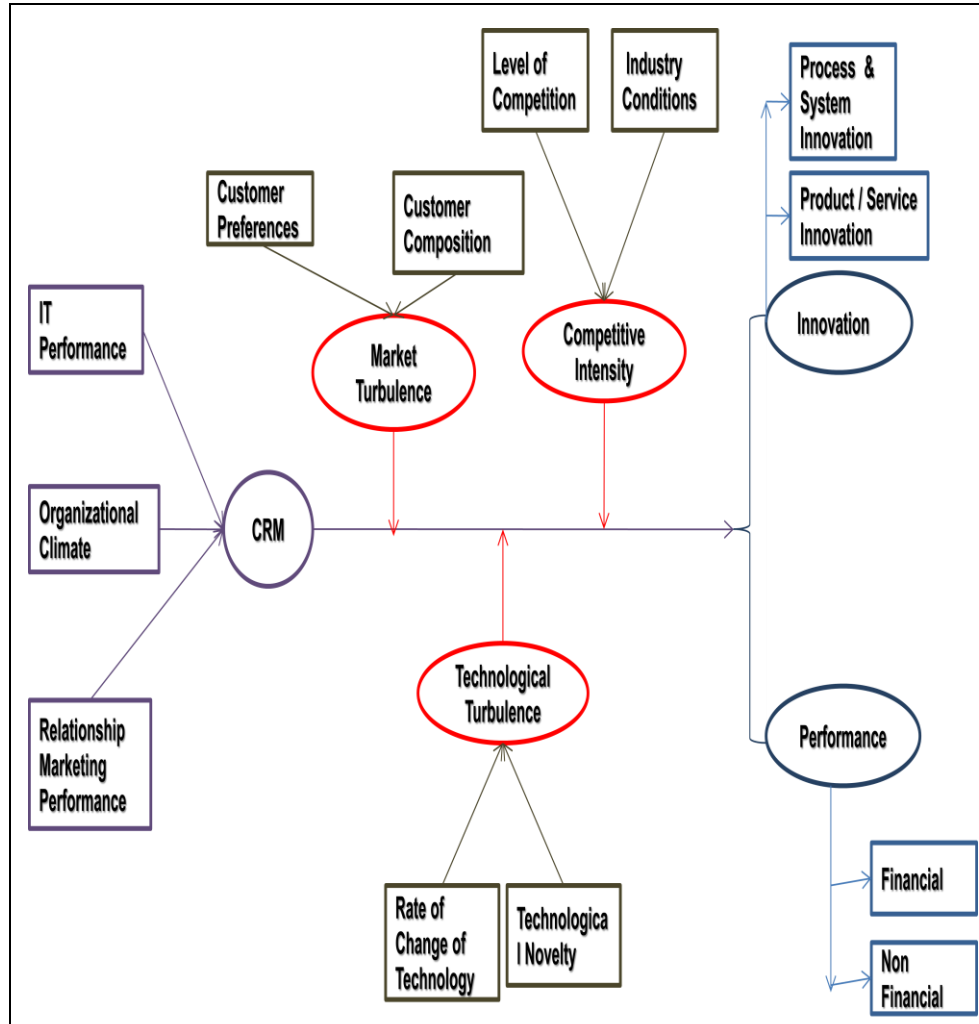 Level of
Competition
Industry
Conditions
Process &
System
Innovation
Customer
Preferences
Customer
Composition
Product / Service
Innovation
IT
Performance
Market
Turbulence
Competitive
Intensity
Innovation
Organizational
Climate
CRM
Technological
Turbulence
Relationship
Marketing
Performance
Performance
Rate of
Change of
Technology
Technologica
l Novelty
Financial
Non
Financial